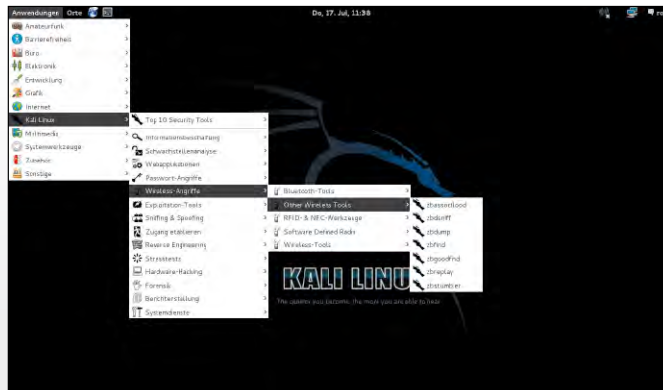 Anwendungen Orte
Do, 17. Jul, 11:38
Amateurfunk
Barrierefreiheit
Büro
Elektronik
Entwicklung
Grafik
Internet
Kali Linux
Multimedia
Systemwerkzeuge
Zubehör
Sonstige
Top 10 Security Tools
Informationsbeschaffung
Schwachstellenanalyse
Webapplikationen
Passwort-Angriffe
Wireless-Angriffe
Exploitation-Tools
Sniffing & Spoofing
Zugang etablieren
Reverse Engineering
Stresstests
Hardware-Hacking
Forensik
Berichterstellung
Systemdienste
Bluetooth-Tools
Other Wireless Tools
RFID- & NFC-Werkzeuge
Software Defined Radio
Wireless-Tools
zbassocflood
zbdsniff
zbdump
zbfind
zbgoodfind
zbreplay
zbstumbler
KALI LINU
The quieter you become, the more you are able to hear